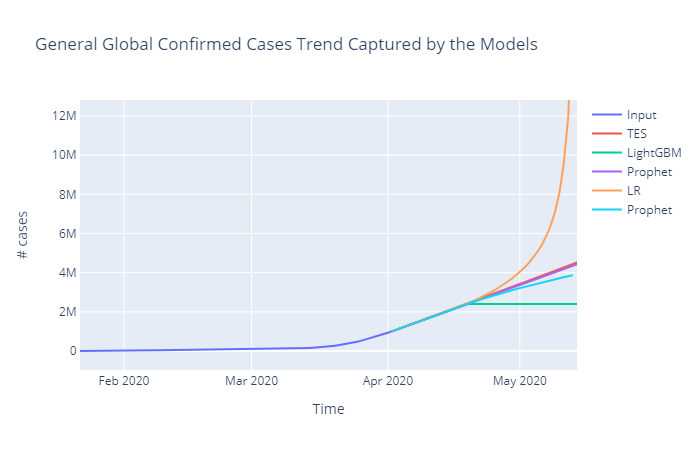 General Global Confirmed Cases Trend Captured by the Models
12M
10M
8M
6M
4M
2M
0
# cases
Feb 2020
Mar 2020
Apr 2020
May 2020
Time
Input
TES
LightGBM
Prophet
LR
Prophet